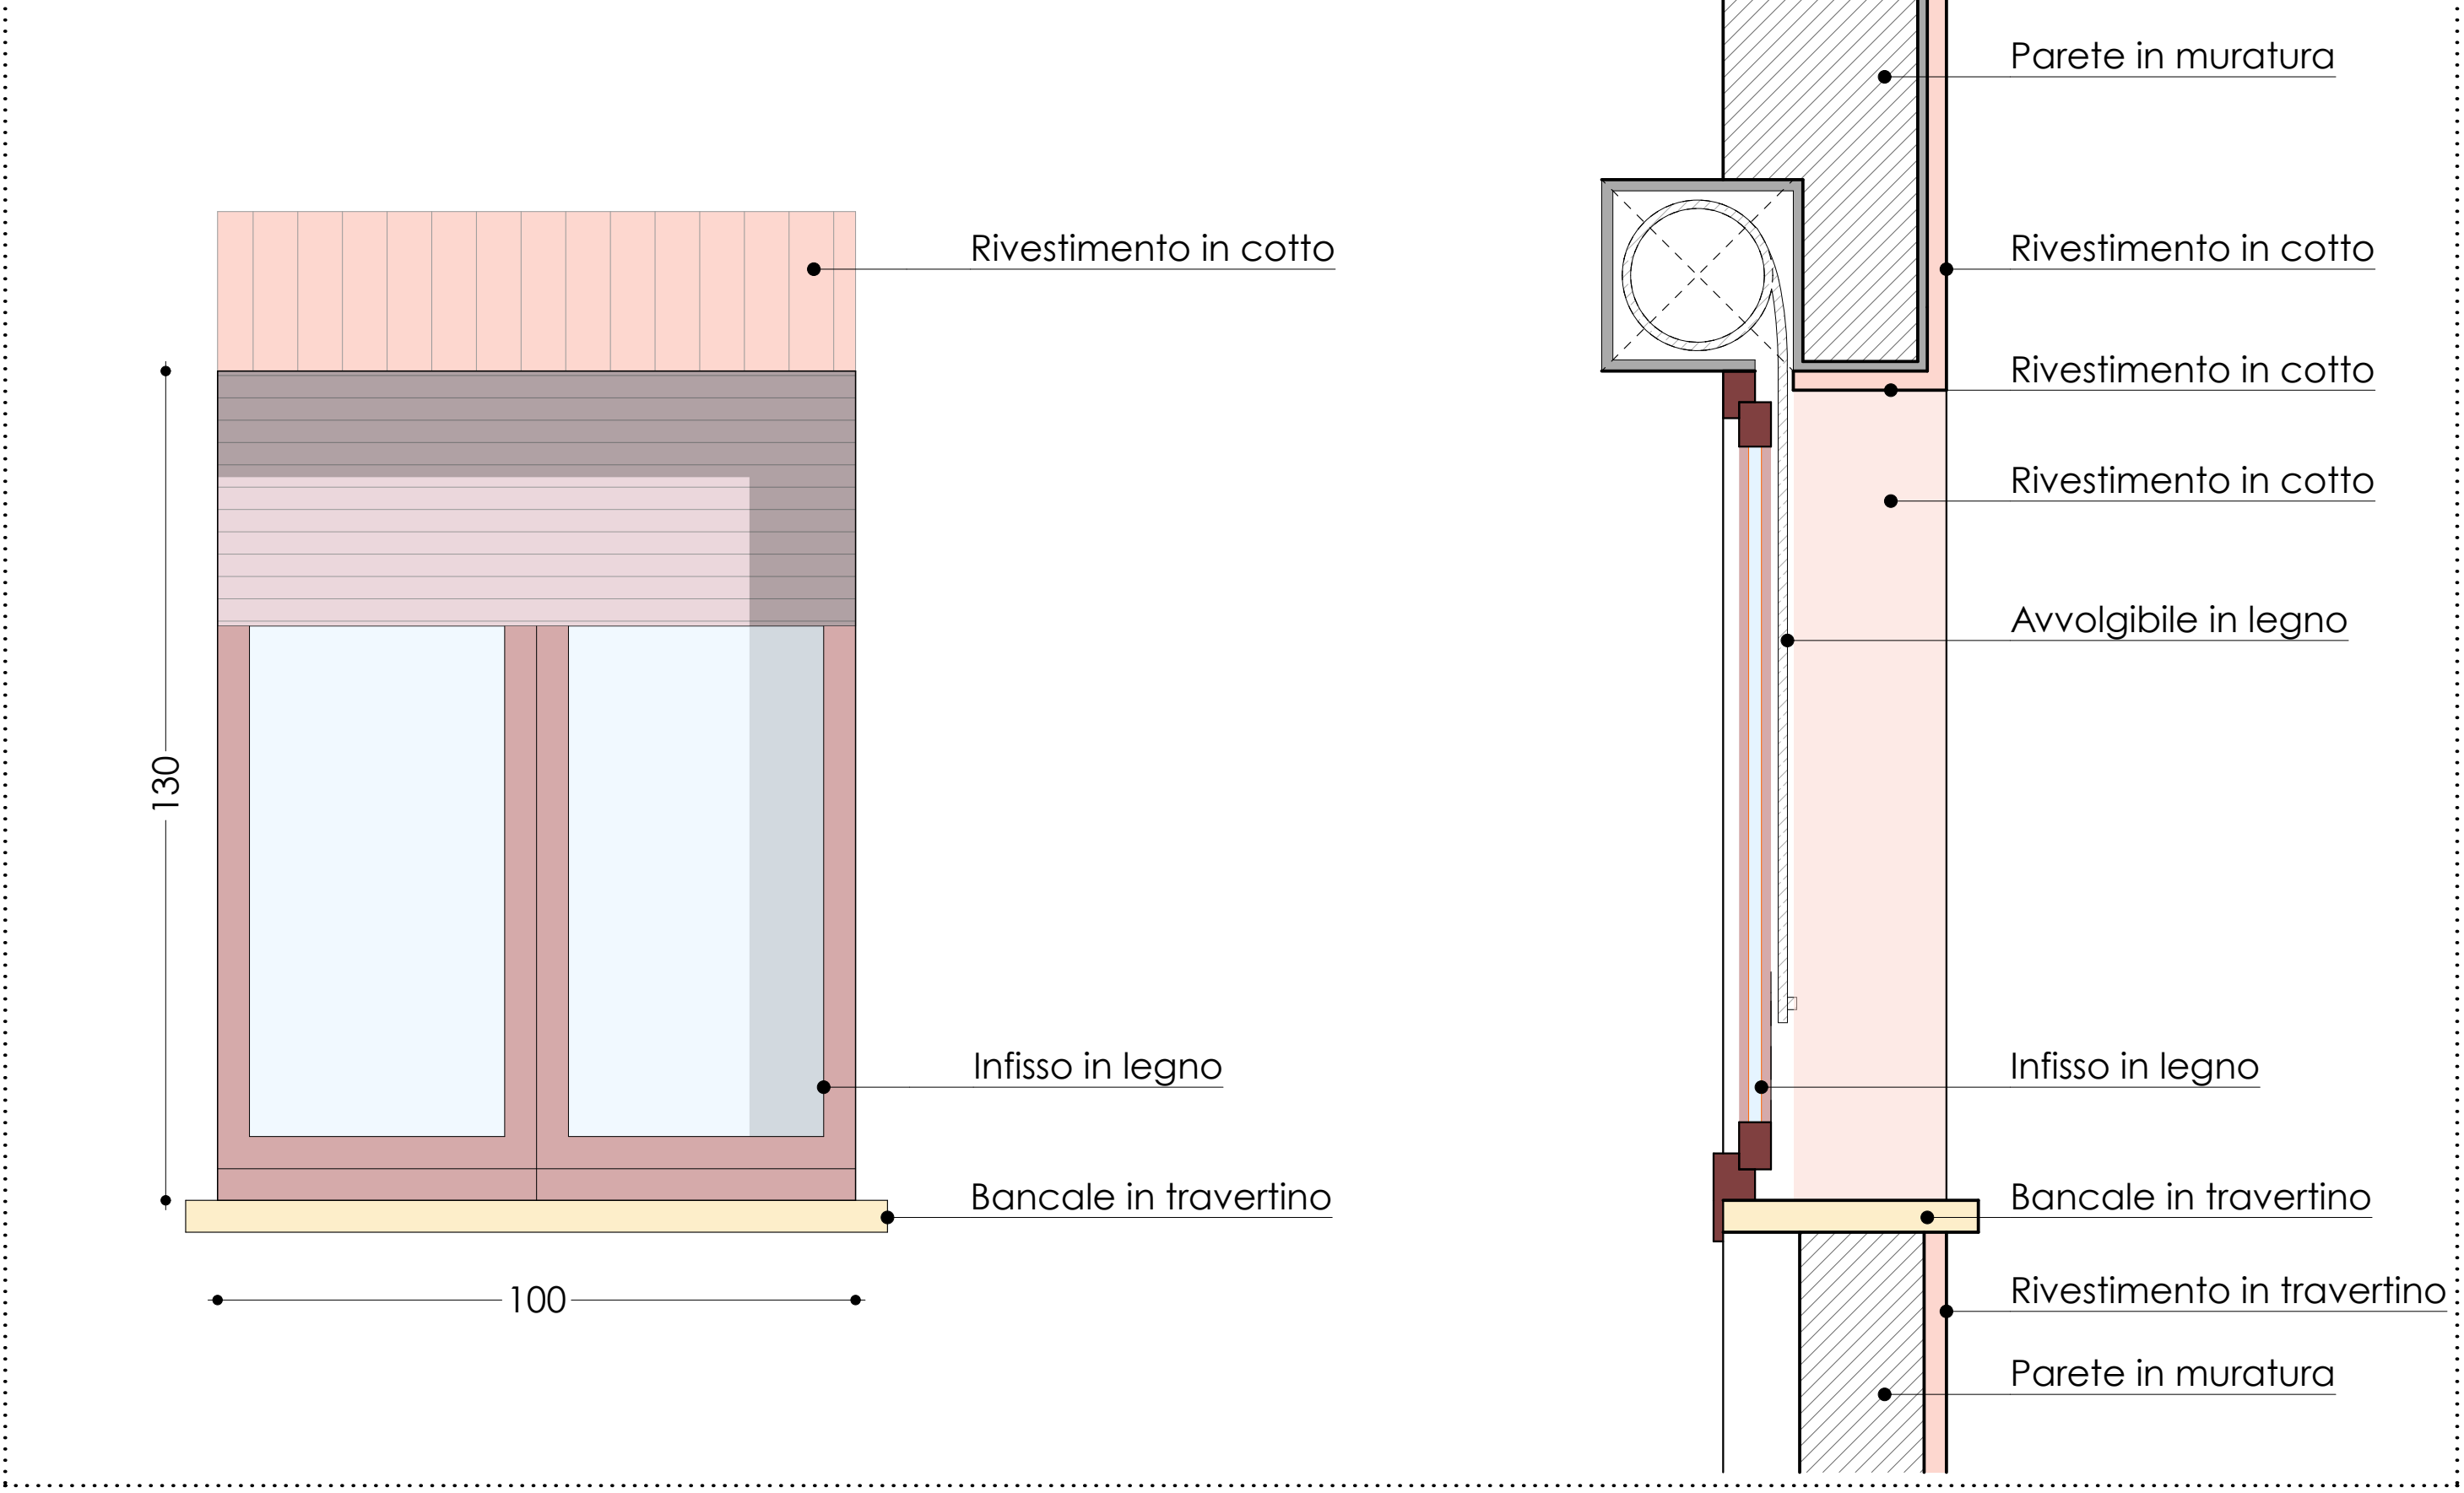 Rivestimento in cotto
130
Infisso in legno
Bancale in travertino
100
Parete in muratura
Rivestimento in cotto
Rivestimento in cotto
Rivestimento in cotto
Avvolgibile in legno
Infisso in legno
Bancale in travertino
Rivestimento in travertino
Parete in muratura